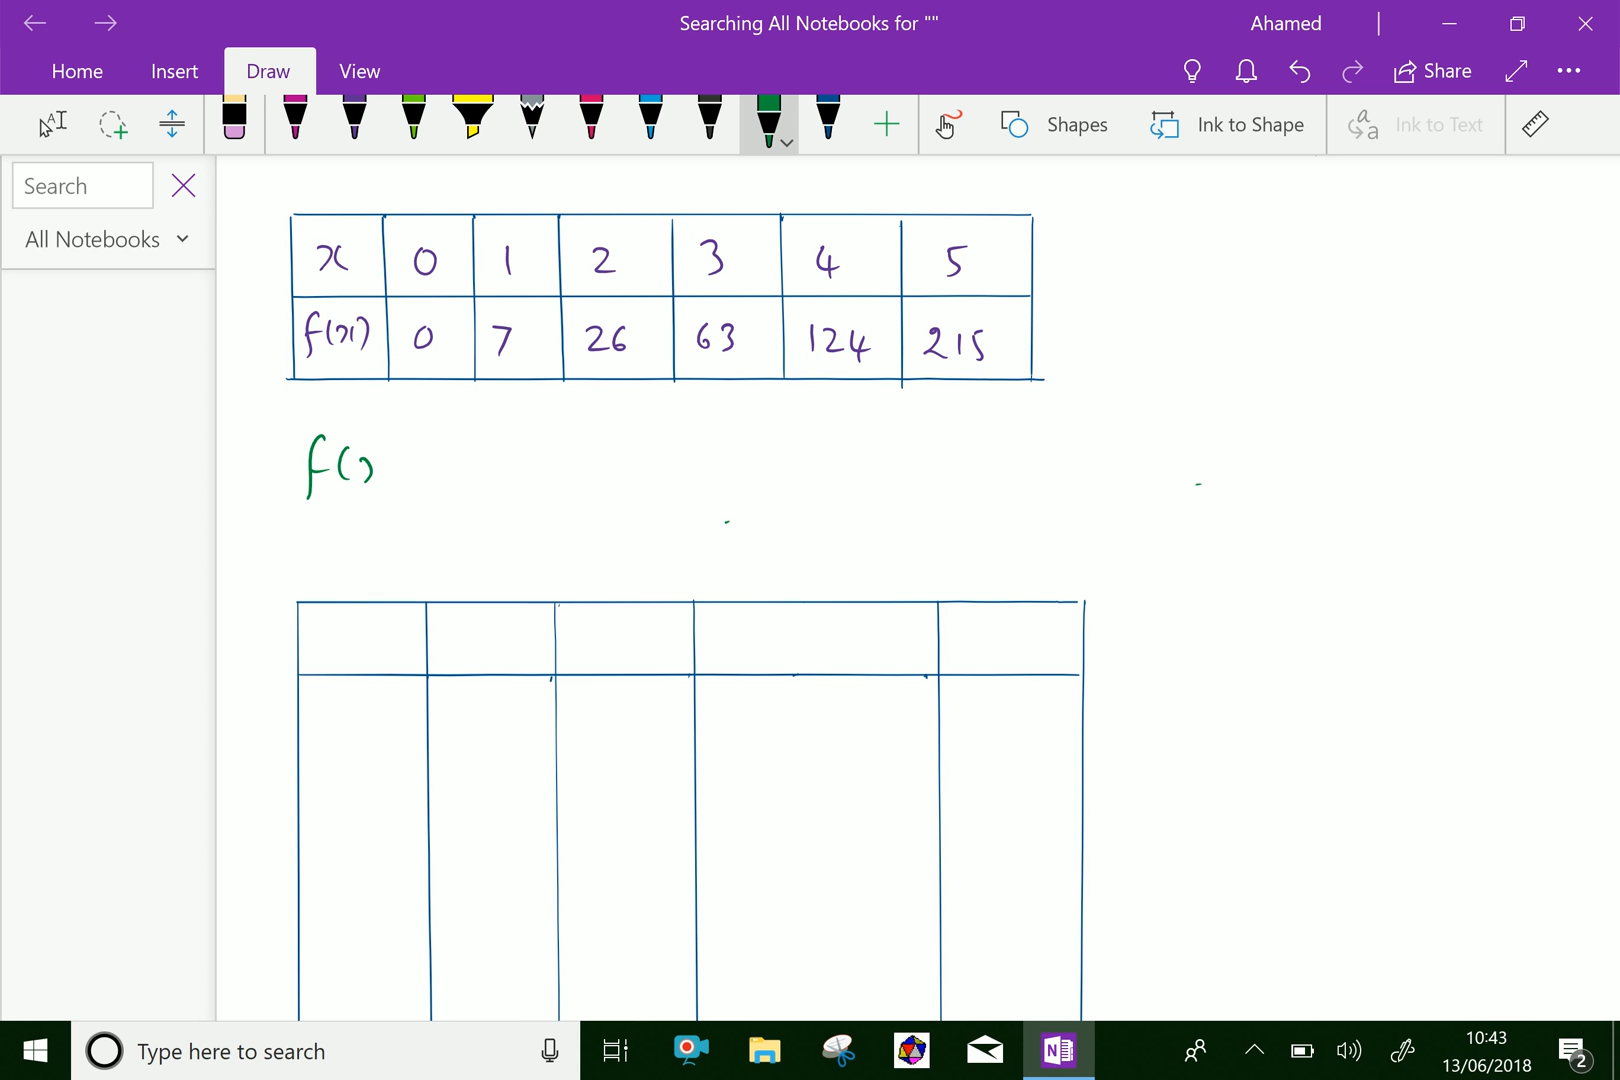 Searching All Notebooks for ""
Ahamed
Home Insert Draw View
Share
Shapes
Ink to Shape
Ink to Text
Search
All Notebooks
x 0 1 2 3 4 5
f(x) 0 7 26 63 124 215
f()
Type here to search
N
10:43
13/06/2018
2